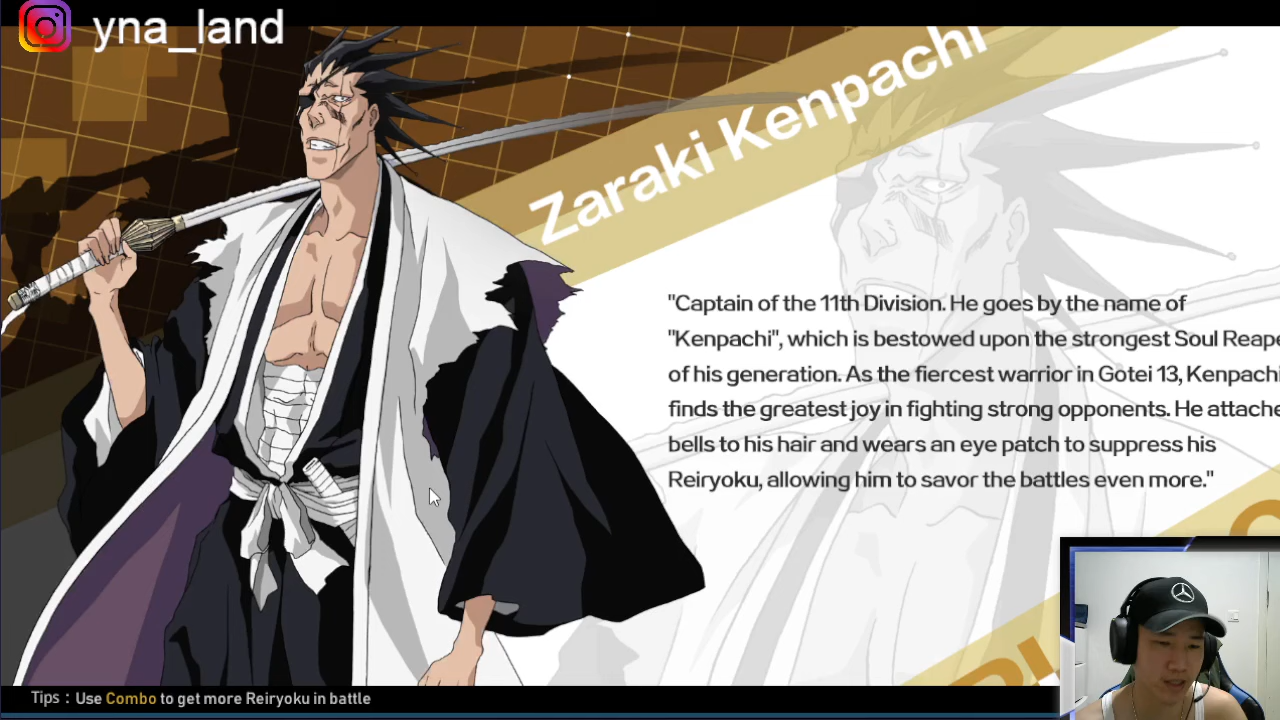 yna_land
Zaraki Kenpachi
"Captain of the 11th Division. He goes by the name of
"Kenpachi", which is bestowed upon the strongest Soul Reape
of his generation. As the fiercest warrior in Gotei 13, Kenpachi
finds the greatest joy in fighting strong opponents. He attache
bells to his hair and wears an eye patch to suppress his
Reiryoku, allowing him to savor the battles even more."
Tips : Use Combo to get more Reiryoku in battle